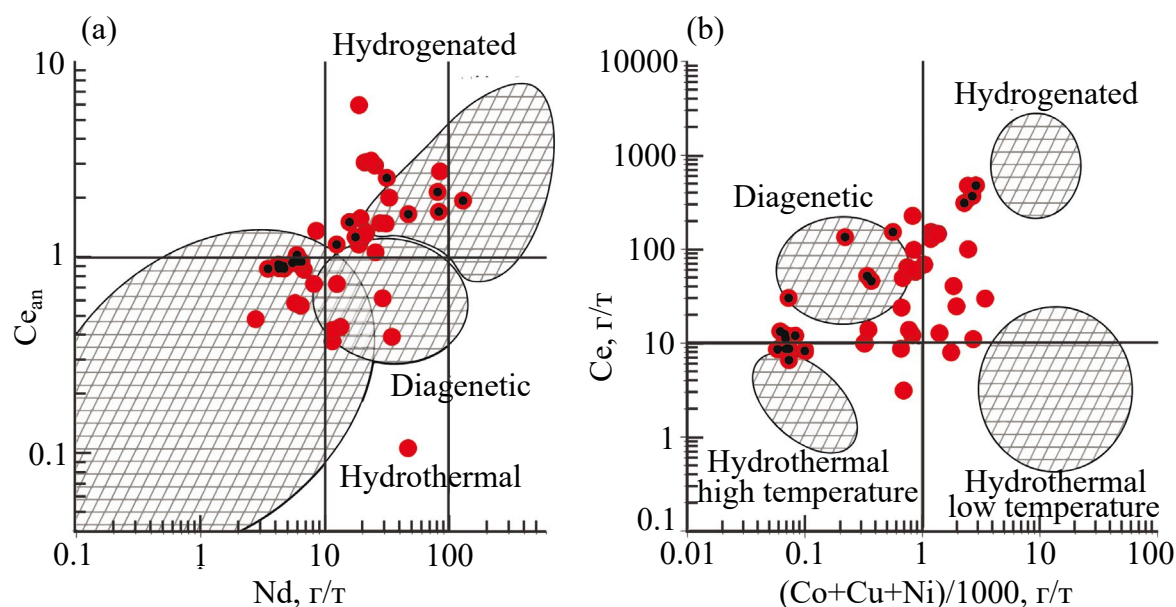 (a)
Hydrogenated
10
1
0.1
Ce_an
Diagenetic
Hydrothermal
0.1
1
10
100
Nd, г/т
(b)
10000
1000
100
10
1
0.1
Ce, г/т
Hydrogenated
Diagenetic
Hydrothermal
high temperature
Hydrothermal
low temperature
0.01
0.1
1
10
100
(Co+Cu+Ni)/1000, г/т